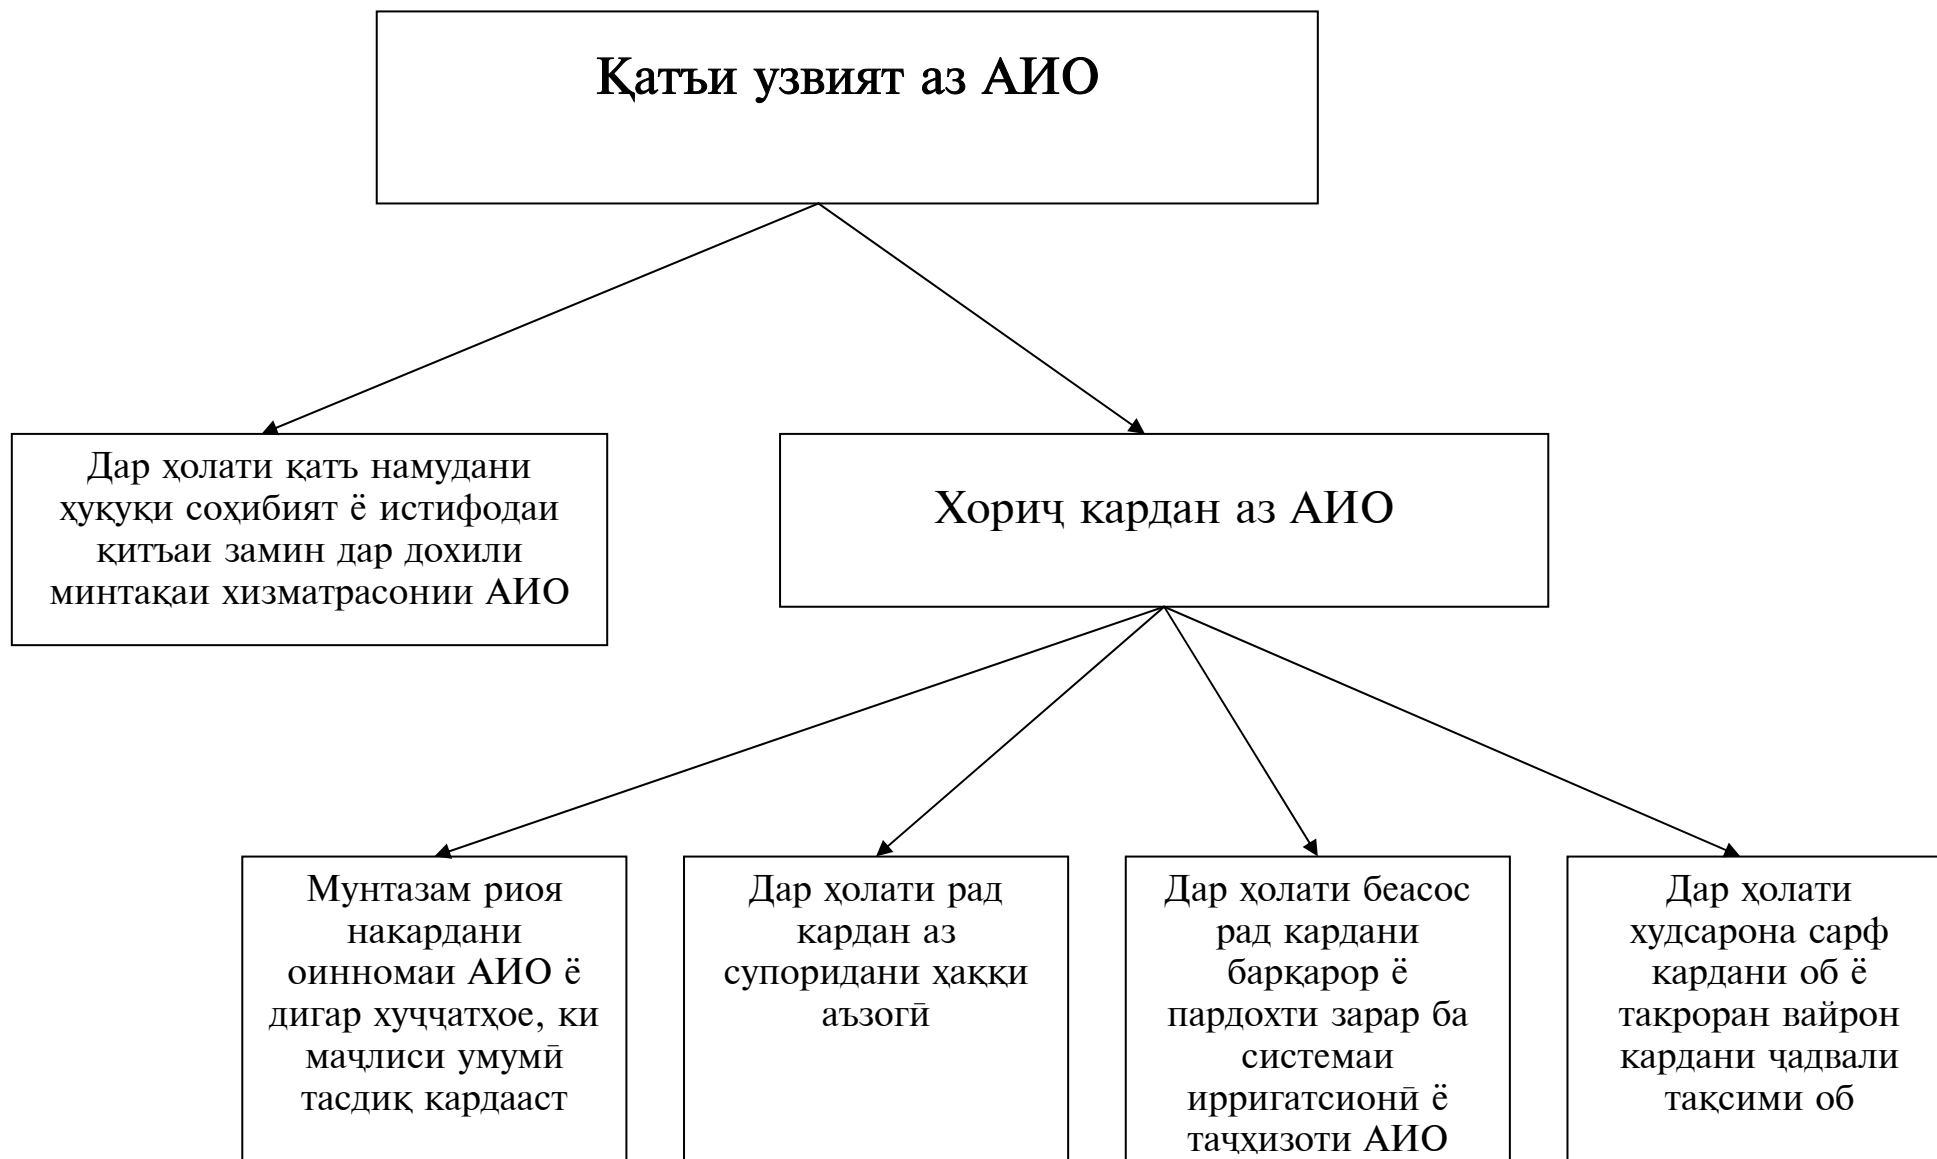 Қатъи узвият аз АИО
Дар ҳолати қатъ намудани
ҳуқуқи соҳибият ё истифодаи
қитъаи замин дар дохили
минтақаи хизматрасонии АИО
Хориҷ кардан аз АИО
Мунтазам риоя
накардани
оинномаи АИО ё
дигар хуҷҷатҳое, ки
маҷлиси умумӣ
тасдиқ кардааст
Дар ҳолати рад
кардан аз
супоридани ҳаққи
аъзогӣ
Дар ҳолати беасос
рад кардани
барқарор ё
пардохти зарар ба
системаи
ирригатсионӣ ё
таҷҳизоти АИО
Дар ҳолати
худсарона сарф
кардани об ё
такроран вайрон
кардани ҷадвали
тақсими об